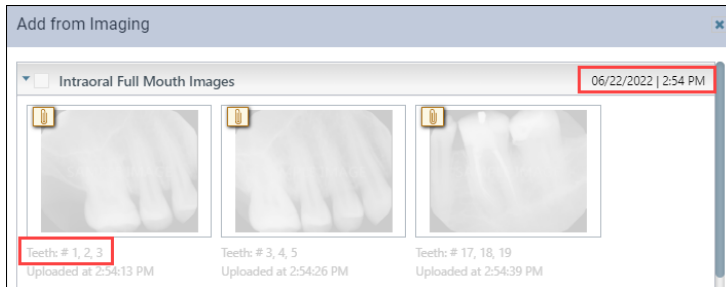 Add from Imaging
Intraoral Full Mouth Images
06/22/2022 | 2:54 PM
Teeth: # 1, 2, 3
Uploaded at 2:54:13 PM
Teeth: # 3, 4, 5
Uploaded at 2:54:26 PM
Teeth: # 17, 18, 19
Uploaded at 2:54:39 PM